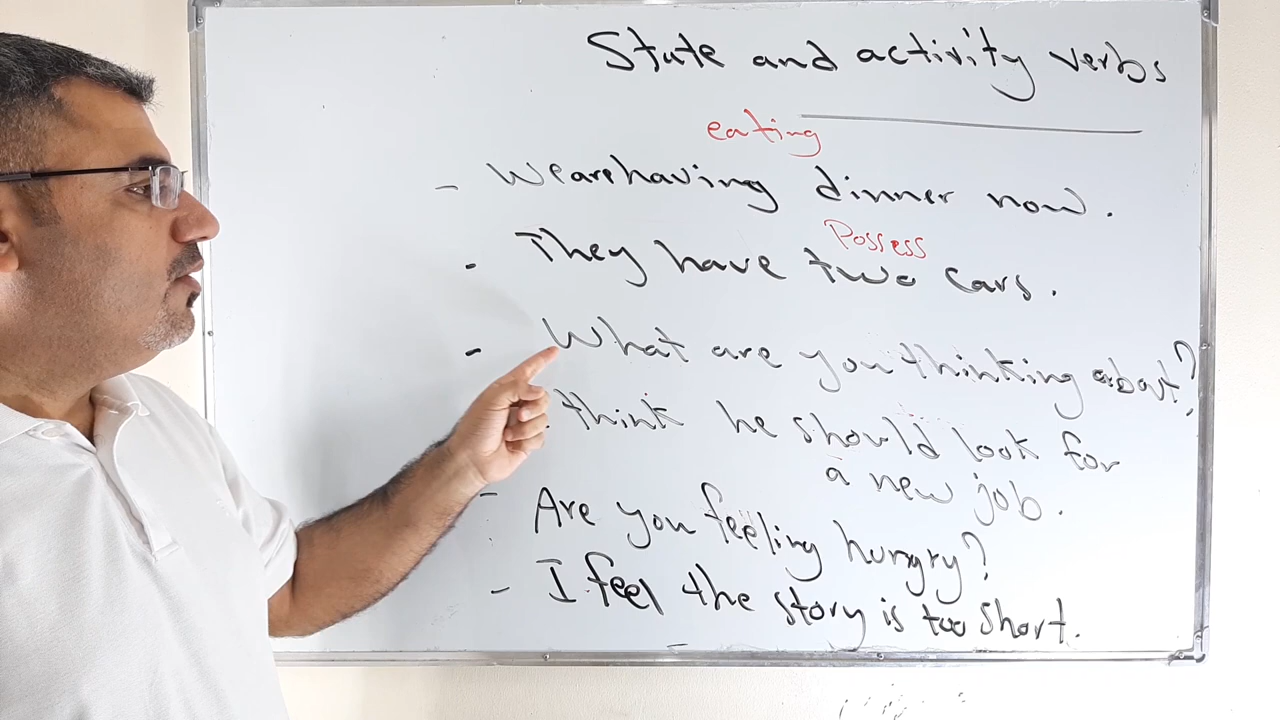 State and activity verbs
eating
- We are having dinner now.
Possess
- They have two cars.
- What are you thinking about?
think he should look for
a new job.
- Are you feeling hungry?
- I feel the story is too short.